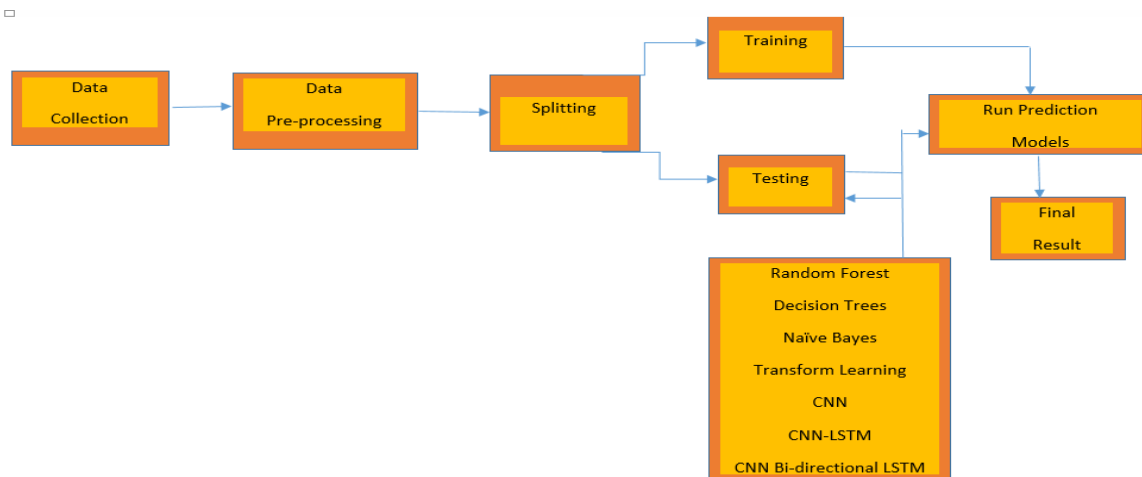 Data
Collection
Data
Pre-processing
Splitting
Training
Testing
Run Prediction
Models
Final
Result
Random Forest
Decision Trees
Naïve Bayes
Transform Learning
CNN
CNN-LSTM
CNN Bi-directional LSTM